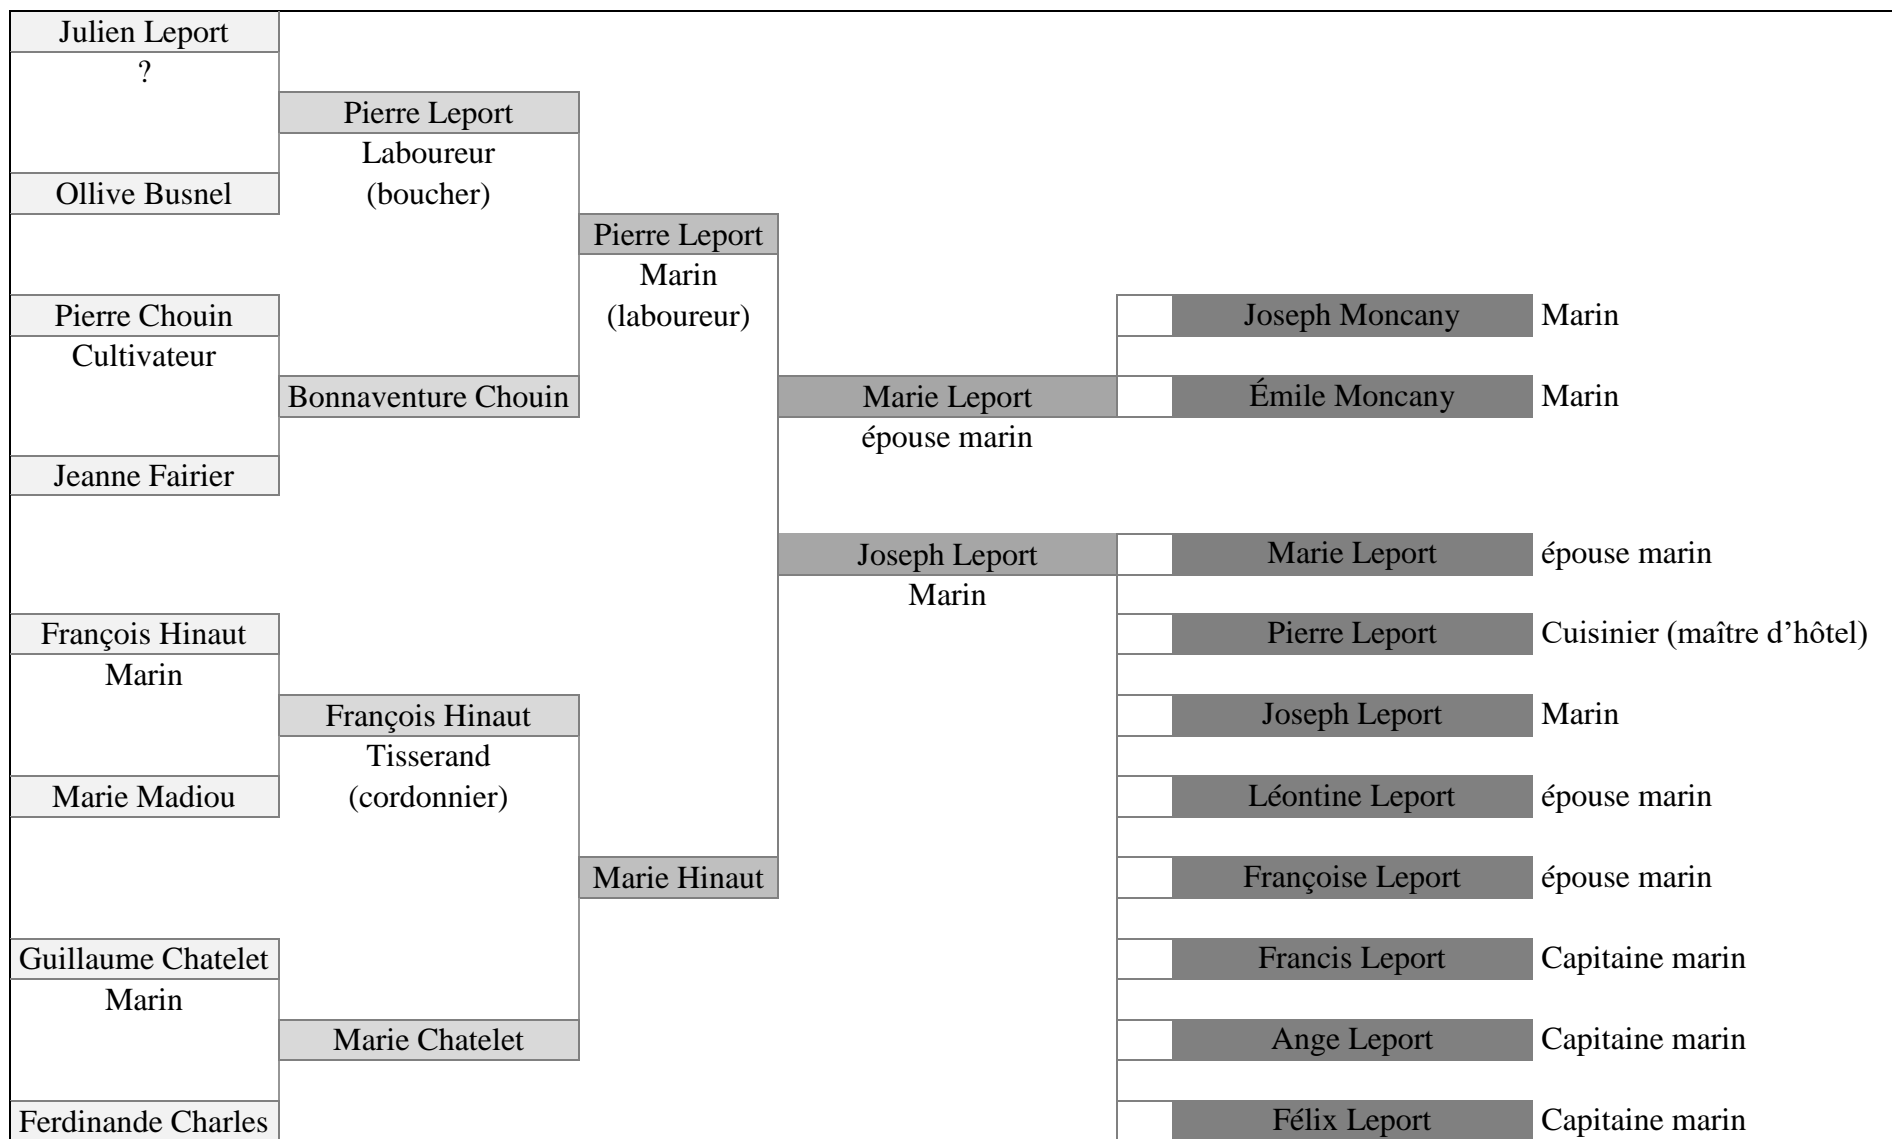 Julien Leport
?
Pierre Leport
Laboureur
Ollive Busnel
(boucher)
Pierre Leport
Marin
Pierre Chouin
(laboureur)
Joseph Moncany
Marin
Cultivateur
Bonnaventure Chouin
Marie Leport
Émile Moncany
Marin
épouse marin
Jeanne Fairier
Joseph Leport
Marie Leport
épouse marin
Marin
François Hinaut
Pierre Leport
Cuisinier (maître d’hôtel)
Marin
François Hinaut
Joseph Leport
Marin
Tisserand
Marie Madiou
(cordonnier)
Léontine Leport
épouse marin
Marie Hinaut
Françoise Leport
épouse marin
Guillaume Chatelet
Francis Leport
Capitaine marin
Marin
Marie Chatelet
Ange Leport
Capitaine marin
Ferdinande Charles
Félix Leport
Capitaine marin